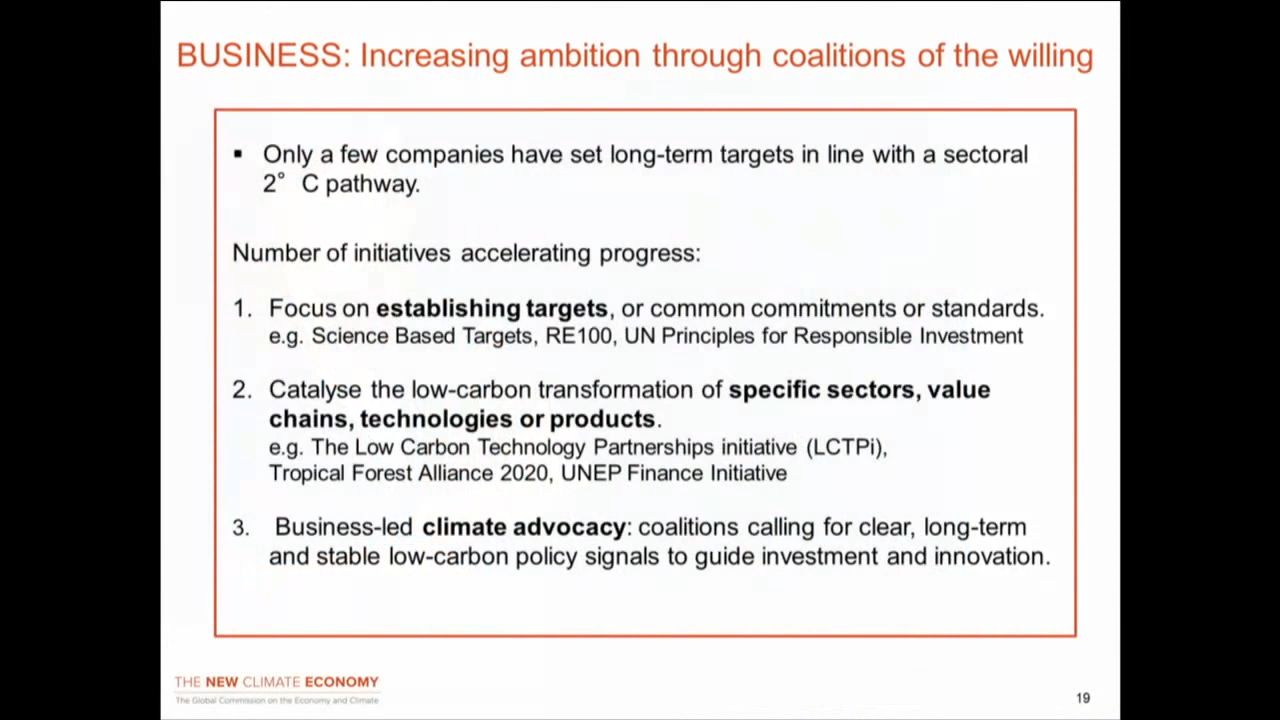 BUSINESS: Increasing ambition through coalitions of the willing
▪ Only a few companies have set long-term targets in line with a sectoral
2° C pathway.
Number of initiatives accelerating progress:
1. Focus on establishing targets, or common commitments or standards.
e.g. Science Based Targets, RE100, UN Principles for Responsible Investment
2. Catalyse the low-carbon transformation of specific sectors, value
chains, technologies or products.
e.g. The Low Carbon Technology Partnerships initiative (LCTPi),
Tropical Forest Alliance 2020, UNEP Finance Initiative
3. Business-led climate advocacy: coalitions calling for clear, long-term
and stable low-carbon policy signals to guide investment and innovation.
THE NEW CLIMATE ECONOMY
The Global Commission on the Economy and Climate
19